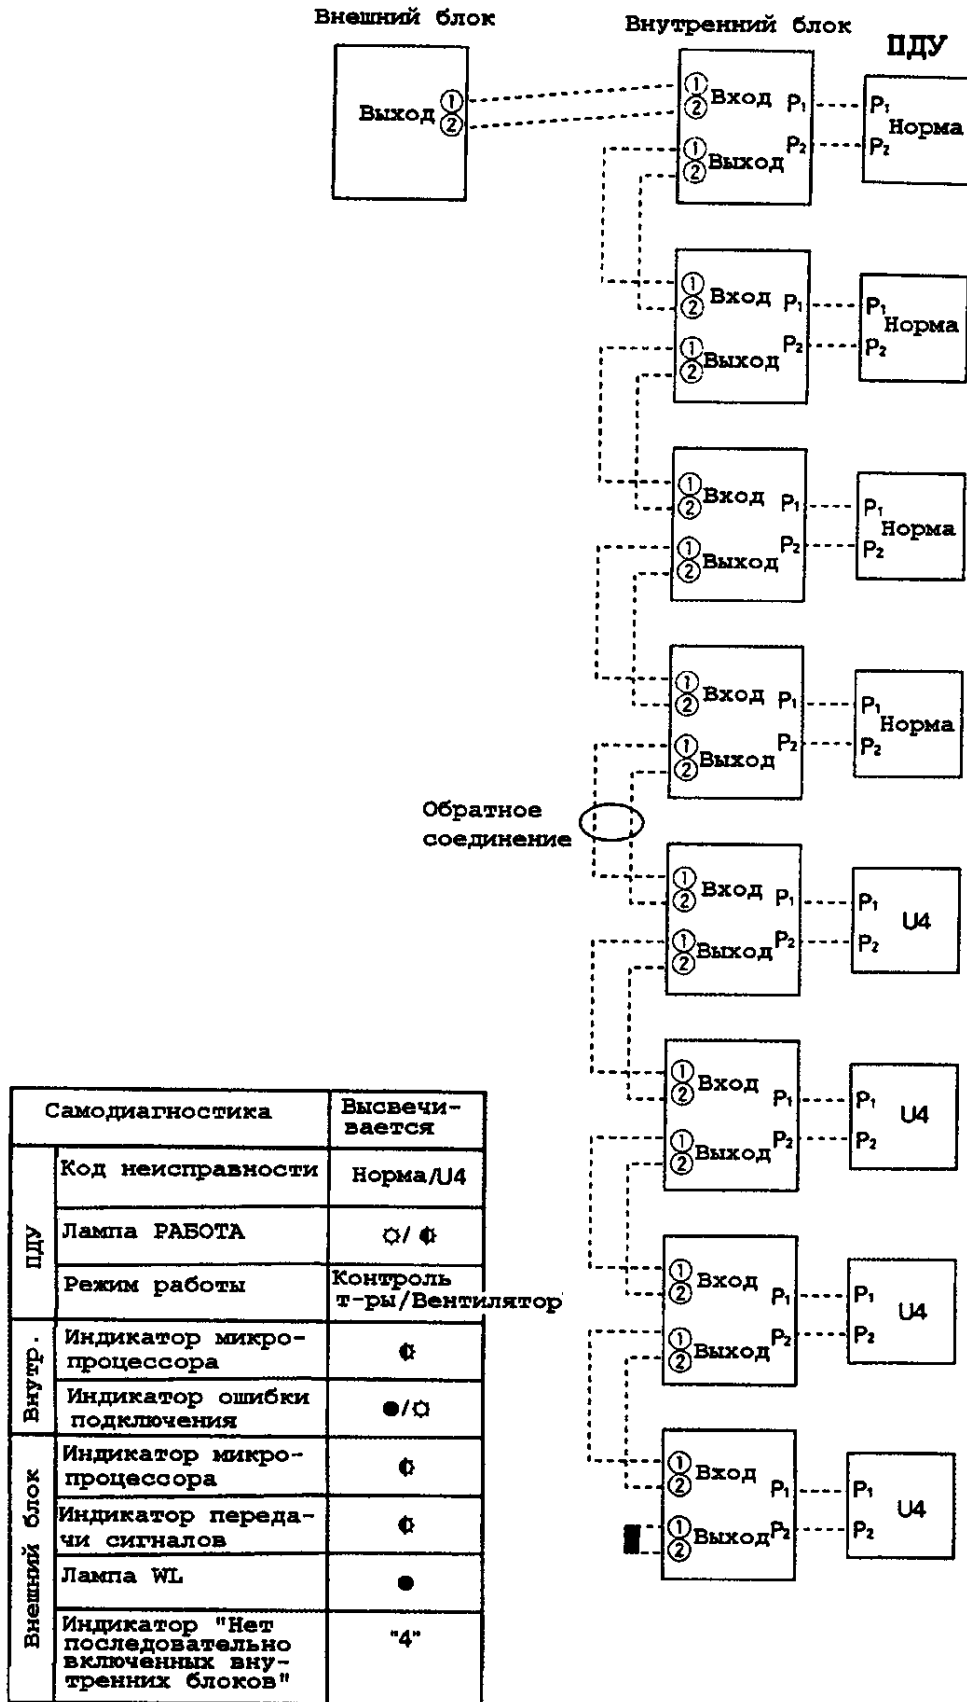 Внешний блок
Внутренний блок
ПДУ
Выход ① ②
① ② Вход P₁
① ② Выход P₂
P₁ Норма
P₂
① ② Вход P₁
① ② Выход P₂
P₁ Норма
P₂
① ② Вход P₁
① ② Выход P₂
P₁ Норма
P₂
① ② Вход P₁
① ② Выход P₂
P₁ Норма
P₂
Обратное
соединение
① ② Вход P₁
① ② Выход P₂
P₁ U4
P₂
① ② Вход P₁
① ② Выход P₂
P₁ U4
P₂
① ② Вход P₁
① ② Выход P₂
P₁ U4
P₂
① ② Вход P₁
① ② Выход P₂
P₁ U4
P₂
Самодиагностика
Высвечи-
вается
ПДУ
Код неисправности
Норма/U4
Лампа РАБОТА
/
Режим работы
Контроль
т-ры/Вентилятор
Внутр.
Индикатор микро-
процессора
Индикатор ошибки
подключения
●/
Внешний блок
Индикатор микро-
процессора
Индикатор переда-
чи сигналов
Лампа WL
●
Индикатор "Нет
последовательно
включенных вну-
тренних блоков"
"4"